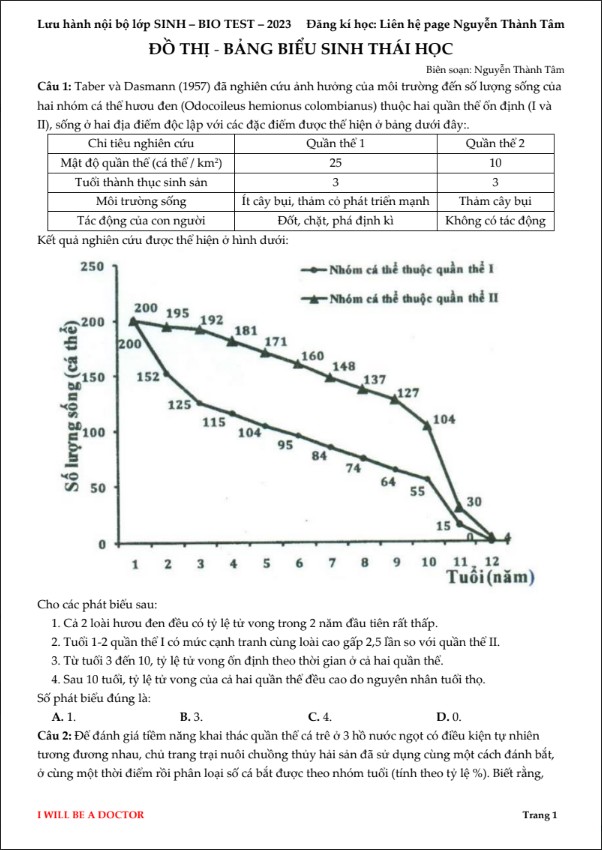 Lưu hành nội bộ lớp SINH – BIO TEST – 2023 Đăng kí học: Liên hệ page Nguyễn Thành Tâm
ĐỒ THỊ - BẢNG BIỂU SINH THÁI HỌC
Biên soạn: Nguyễn Thành Tâm
Câu 1: Taber và Dasmann (1957) đã nghiên cứu ảnh hưởng của môi trường đến số lượng sống của
hai nhóm cá thể hươu đen (Odocoileus hemionus colombianus) thuộc hai quần thể ổn định (I và
II), sống ở hai địa điểm độc lập với các đặc điểm được thể hiện ở bảng dưới đây:.
Chỉ tiêu nghiên cứu Quần thể 1 Quần thể 2
Mật độ quần thể (cá thể / km²) 25 10
Tuổi thành thục sinh sản 3 3
Môi trường sống Ít cây bụi, thảm cỏ phát triển mạnh Thảm cây bụi
Tác động của con người Đốt, chặt, phá định kì Không có tác động
Kết quả nghiên cứu được thể hiện ở hình dưới:
Nhóm cá thể thuộc quần thể I
Nhóm cá thể thuộc quần thể II
Số lượng sống (cá thể)
250
200
150
100
50
0
200 195 192 181 171 160 148 137 127 104 30 4
200 152 125 115 104 95 84 74 64 55 15 0
1 2 3 4 5 6 7 8 9 10 11 12
Tuổi (năm)
Cho các phát biểu sau:
1. Cả 2 loài hươu đen đều có tỷ lệ tử vong trong 2 năm đầu tiên rất thấp.
2. Tuổi 1-2 quần thể I có mức cạnh tranh cùng loài cao gấp 2,5 lần so với quần thể II.
3. Từ tuổi 3 đến 10, tỷ lệ tử vong ổn định theo thời gian ở cả hai quần thể.
4. Sau 10 tuổi, tỷ lệ tử vong của cả hai quần thể đều cao do nguyên nhân tuổi thọ.
Số phát biểu đúng là:
A. 1. B. 3. C. 4. D. 0.
Câu 2: Để đánh giá tiềm năng khai thác quần thể cá trê ở 3 hồ nước ngọt có điều kiện tự nhiên
tương đương nhau, chủ trang trại nuôi chuồng thủy hải sản đã sử dụng cùng một cách đánh bắt,
ở cùng một thời điểm rồi phân loại số cá bắt được theo nhóm tuổi (tính theo tỷ lệ %). Biết rằng,
I WILL BE A DOCTOR Trang 1